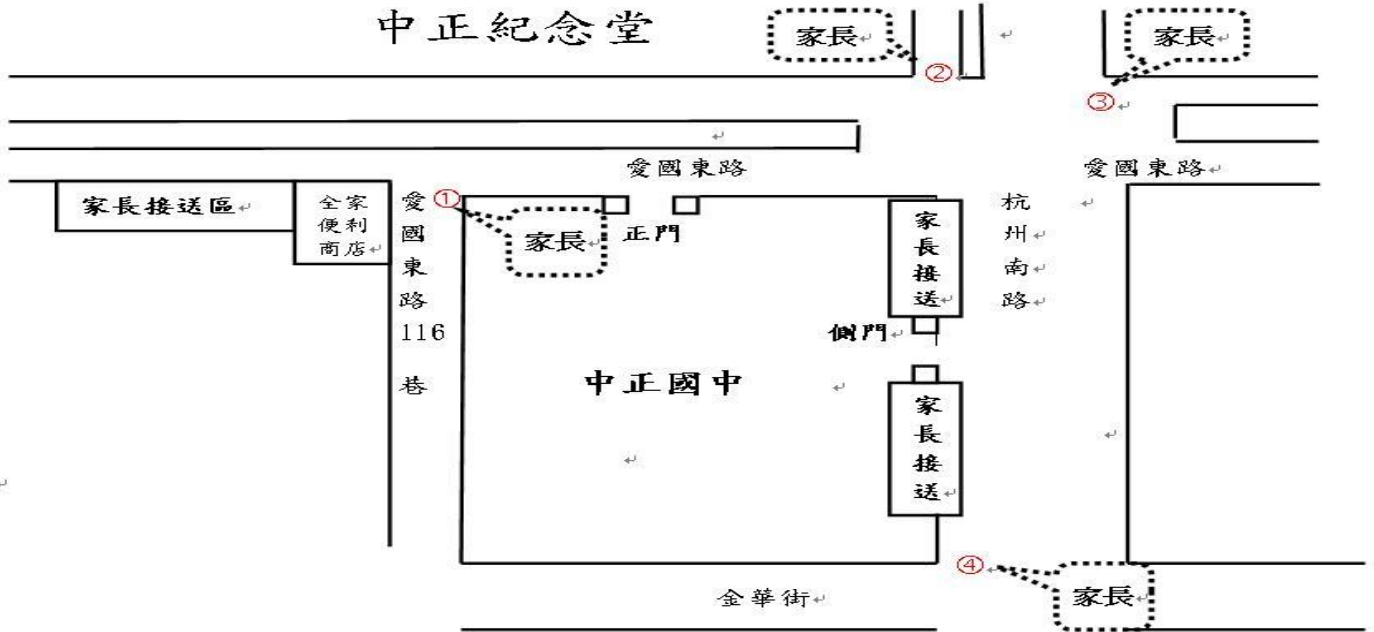 中正紀念堂
家長
家長
②
③
愛國東路
愛國東路
家長接送區
全家
便利
商店
愛國東路116巷
①
家長
正門
家長接送
杭州南路
側門
中正國中
家長接送
④
金華街
家長